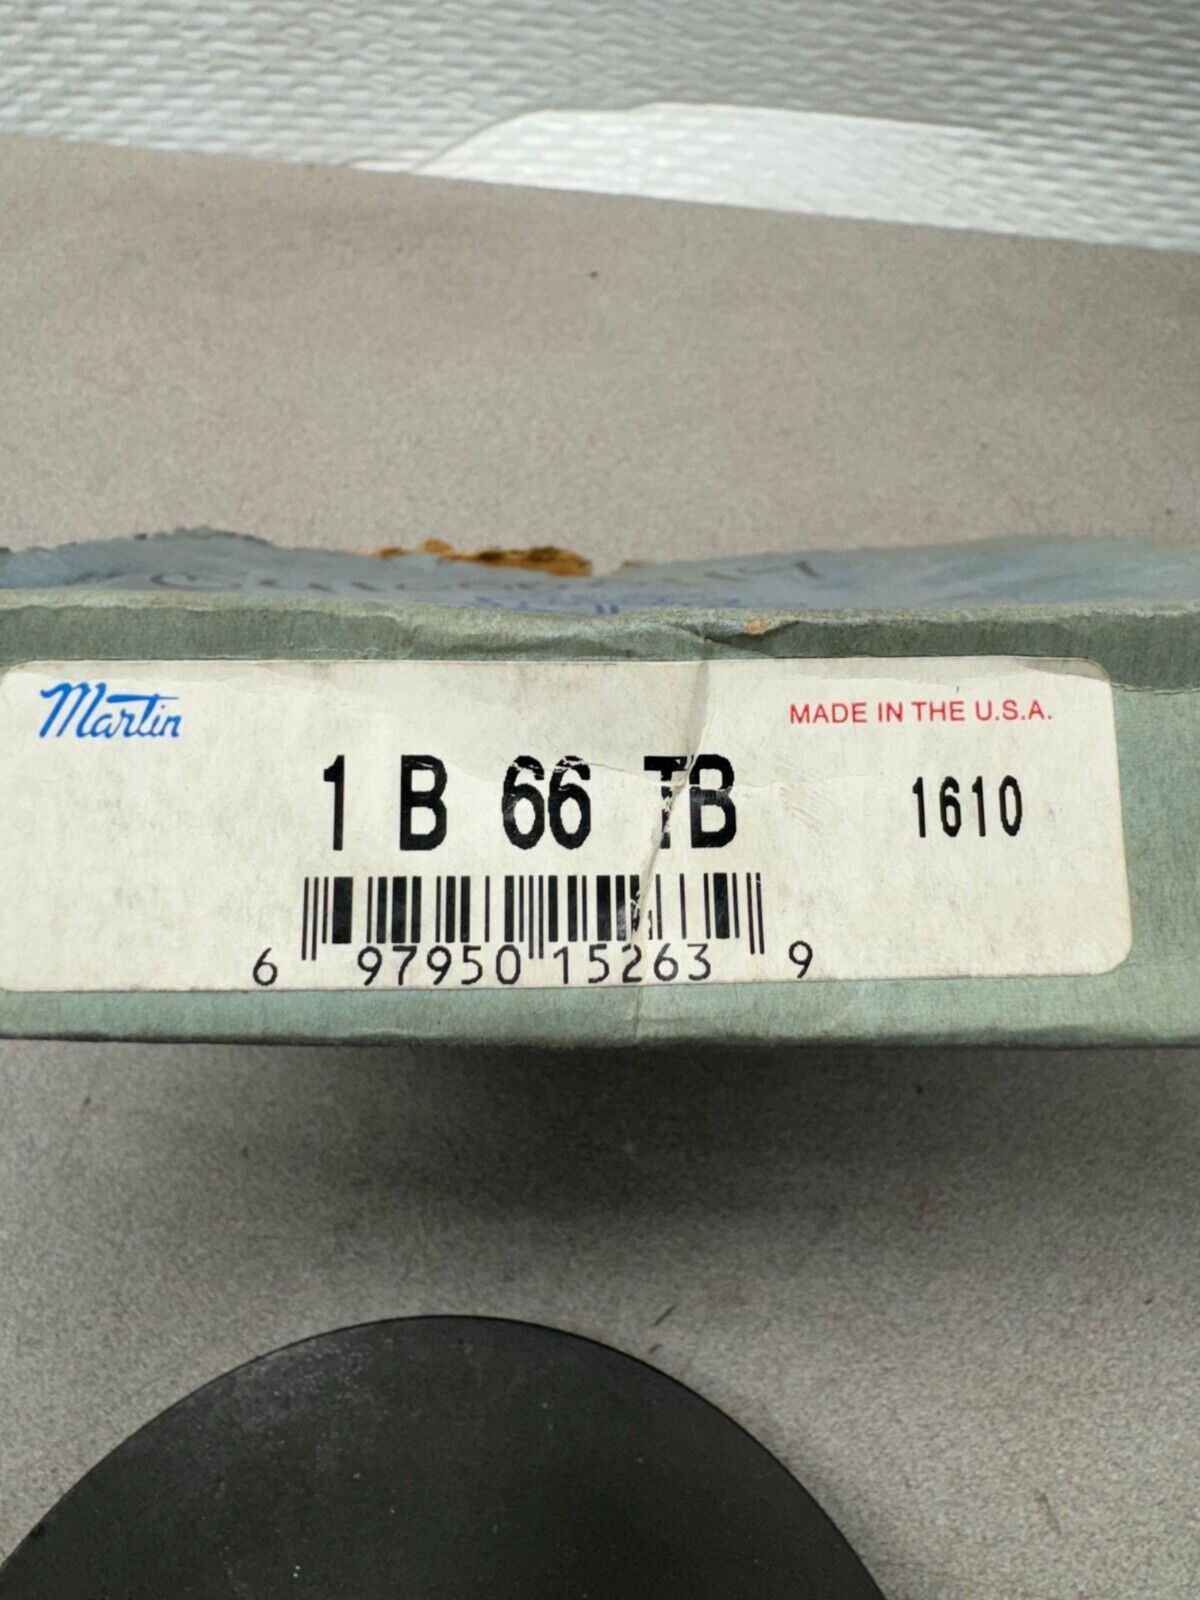 Martin
MADE IN THE U.S.A.
1 B 66 TB 1610
6 97950 15263 9